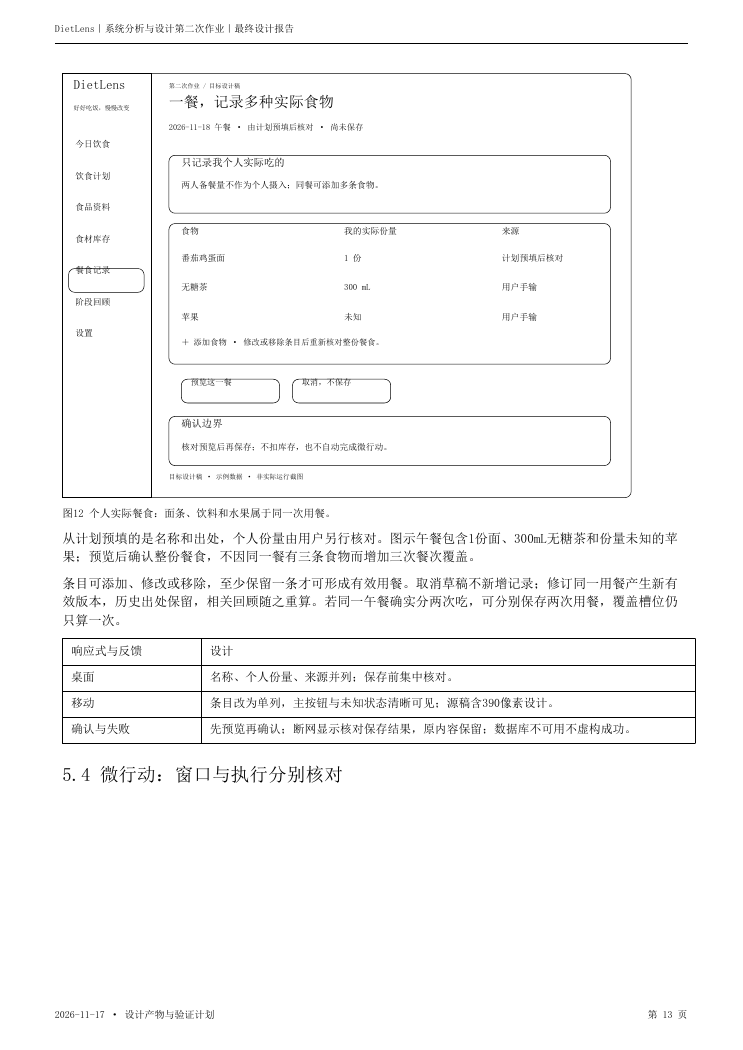 DietLens｜系统分析与设计第二次作业｜最终设计报告
DietLens
好好吃饭，慢慢改变
今日饮食
饮食计划
食品资料
食材库存
餐食记录
阶段回顾
设置
第二次作业 / 目标设计稿
一餐，记录多种实际食物
2026-11-18 午餐 • 由计划预填后核对 • 尚未保存
只记录我个人实际吃的
两人备餐量不作为个人摄入；同餐可添加多条食物。
食物 我的实际份量 来源
番茄鸡蛋面 1 份 计划预填后核对
无糖茶 300 mL 用户手输
苹果 未知 用户手输
＋ 添加食物 • 修改或移除条目后重新核对整份餐食。
预览这一餐 取消，不保存
确认边界
核对预览后再保存；不扣库存，也不自动完成微行动。
目标设计稿 • 示例数据 • 非实际运行截图
图12 个人实际餐食：面条、饮料和水果属于同一次用餐。
从计划预填的是名称和出处，个人份量由用户另行核对。图示午餐包含1份面、300mL无糖茶和份量未知的苹
果；预览后确认整份餐食，不因同一餐有三条食物而增加三次餐次覆盖。
条目可添加、修改或移除，至少保留一条才可形成有效用餐。取消草稿不新增记录；修订同一用餐产生新有
效版本，历史出处保留，相关回顾随之重算。若同一午餐确实分两次吃，可分别保存两次用餐，覆盖槽位仍
只算一次。
响应式与反馈 设计
桌面 名称、个人份量、来源并列；保存前集中核对。
移动 条目改为单列，主按钮与未知状态清晰可见；源稿含390像素设计。
确认与失败 先预览再确认；断网显示核对保存结果，原内容保留；数据库不可用不虚构成功。
5.4 微行动：窗口与执行分别核对
2026-11-17 • 设计产物与验证计划
第 13 页